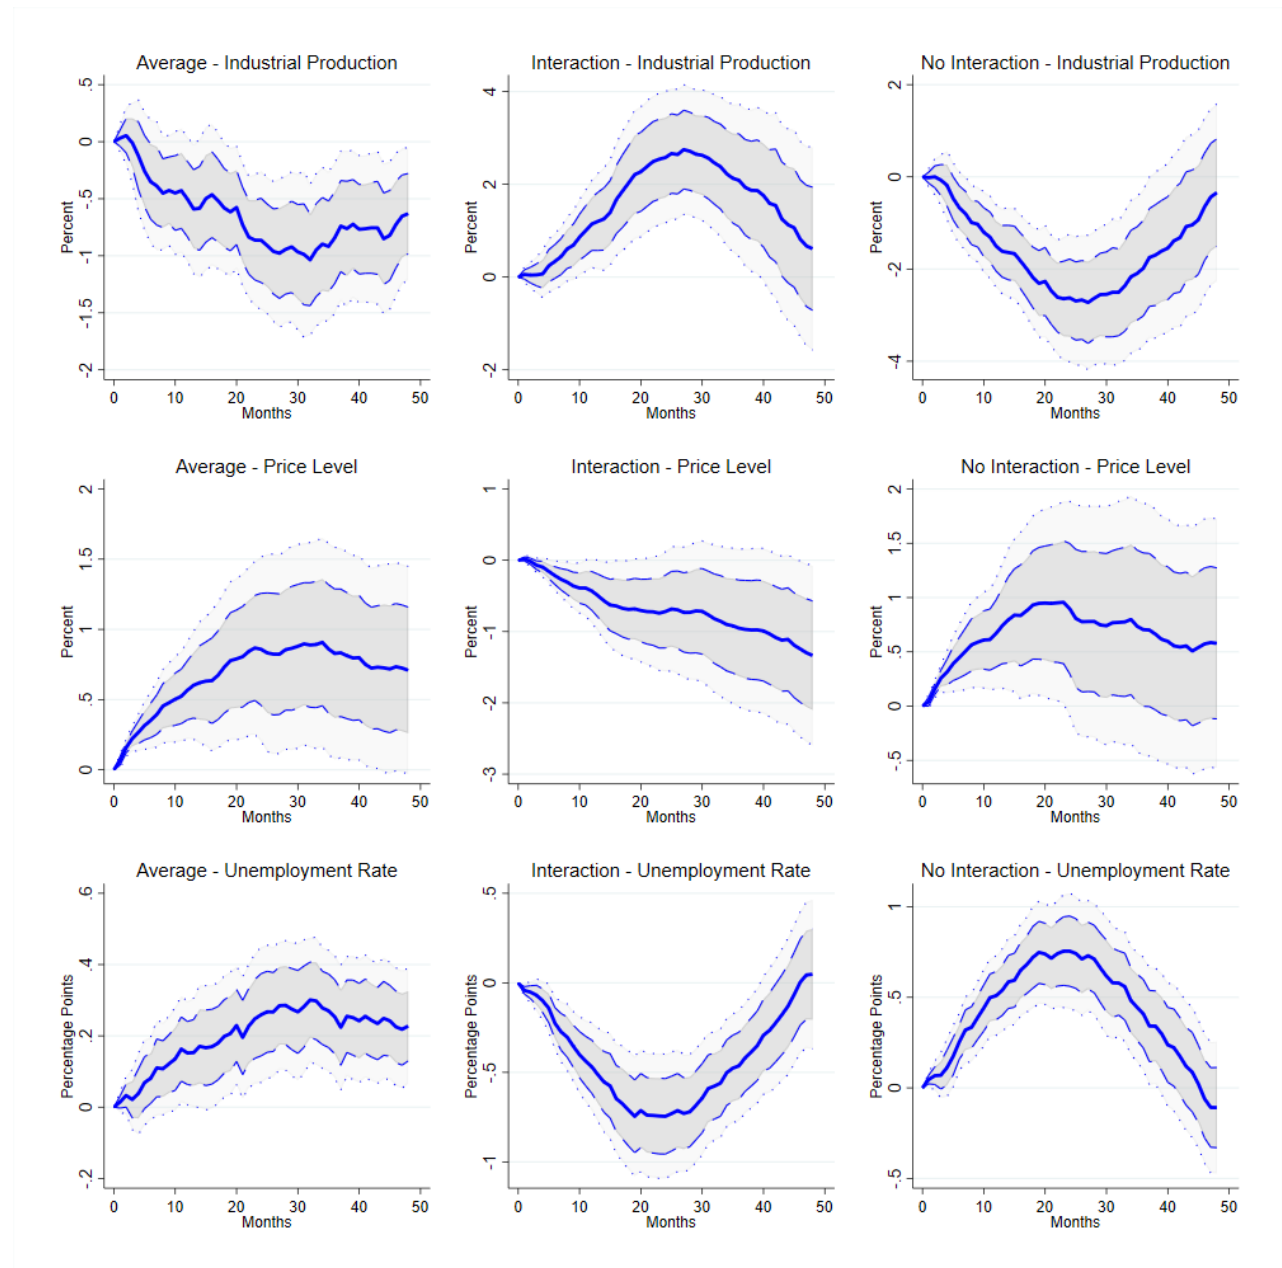 Average - Industrial Production
Percent
.5
0
-.5
-1
-1.5
-2
0 10 20 30 40 50
Months
Interaction - Industrial Production
Percent
4
2
0
-2
0 10 20 30 40 50
Months
No Interaction - Industrial Production
Percent
2
0
-2
-4
0 10 20 30 40 50
Months
Average - Price Level
Percent
2
1.5
1
.5
0
0 10 20 30 40 50
Months
Interaction - Price Level
Percent
1
0
-1
-2
-3
0 10 20 30 40 50
Months
No Interaction - Price Level
Percent
2
1.5
1
.5
0
-.5
0 10 20 30 40 50
Months
Average - Unemployment Rate
Percentage Points
.6
.4
.2
0
-.2
0 10 20 30 40 50
Months
Interaction - Unemployment Rate
Percentage Points
.5
0
-.5
-1
0 10 20 30 40 50
Months
No Interaction - Unemployment Rate
Percentage Points
1
.5
0
-.5
0 10 20 30 40 50
Months